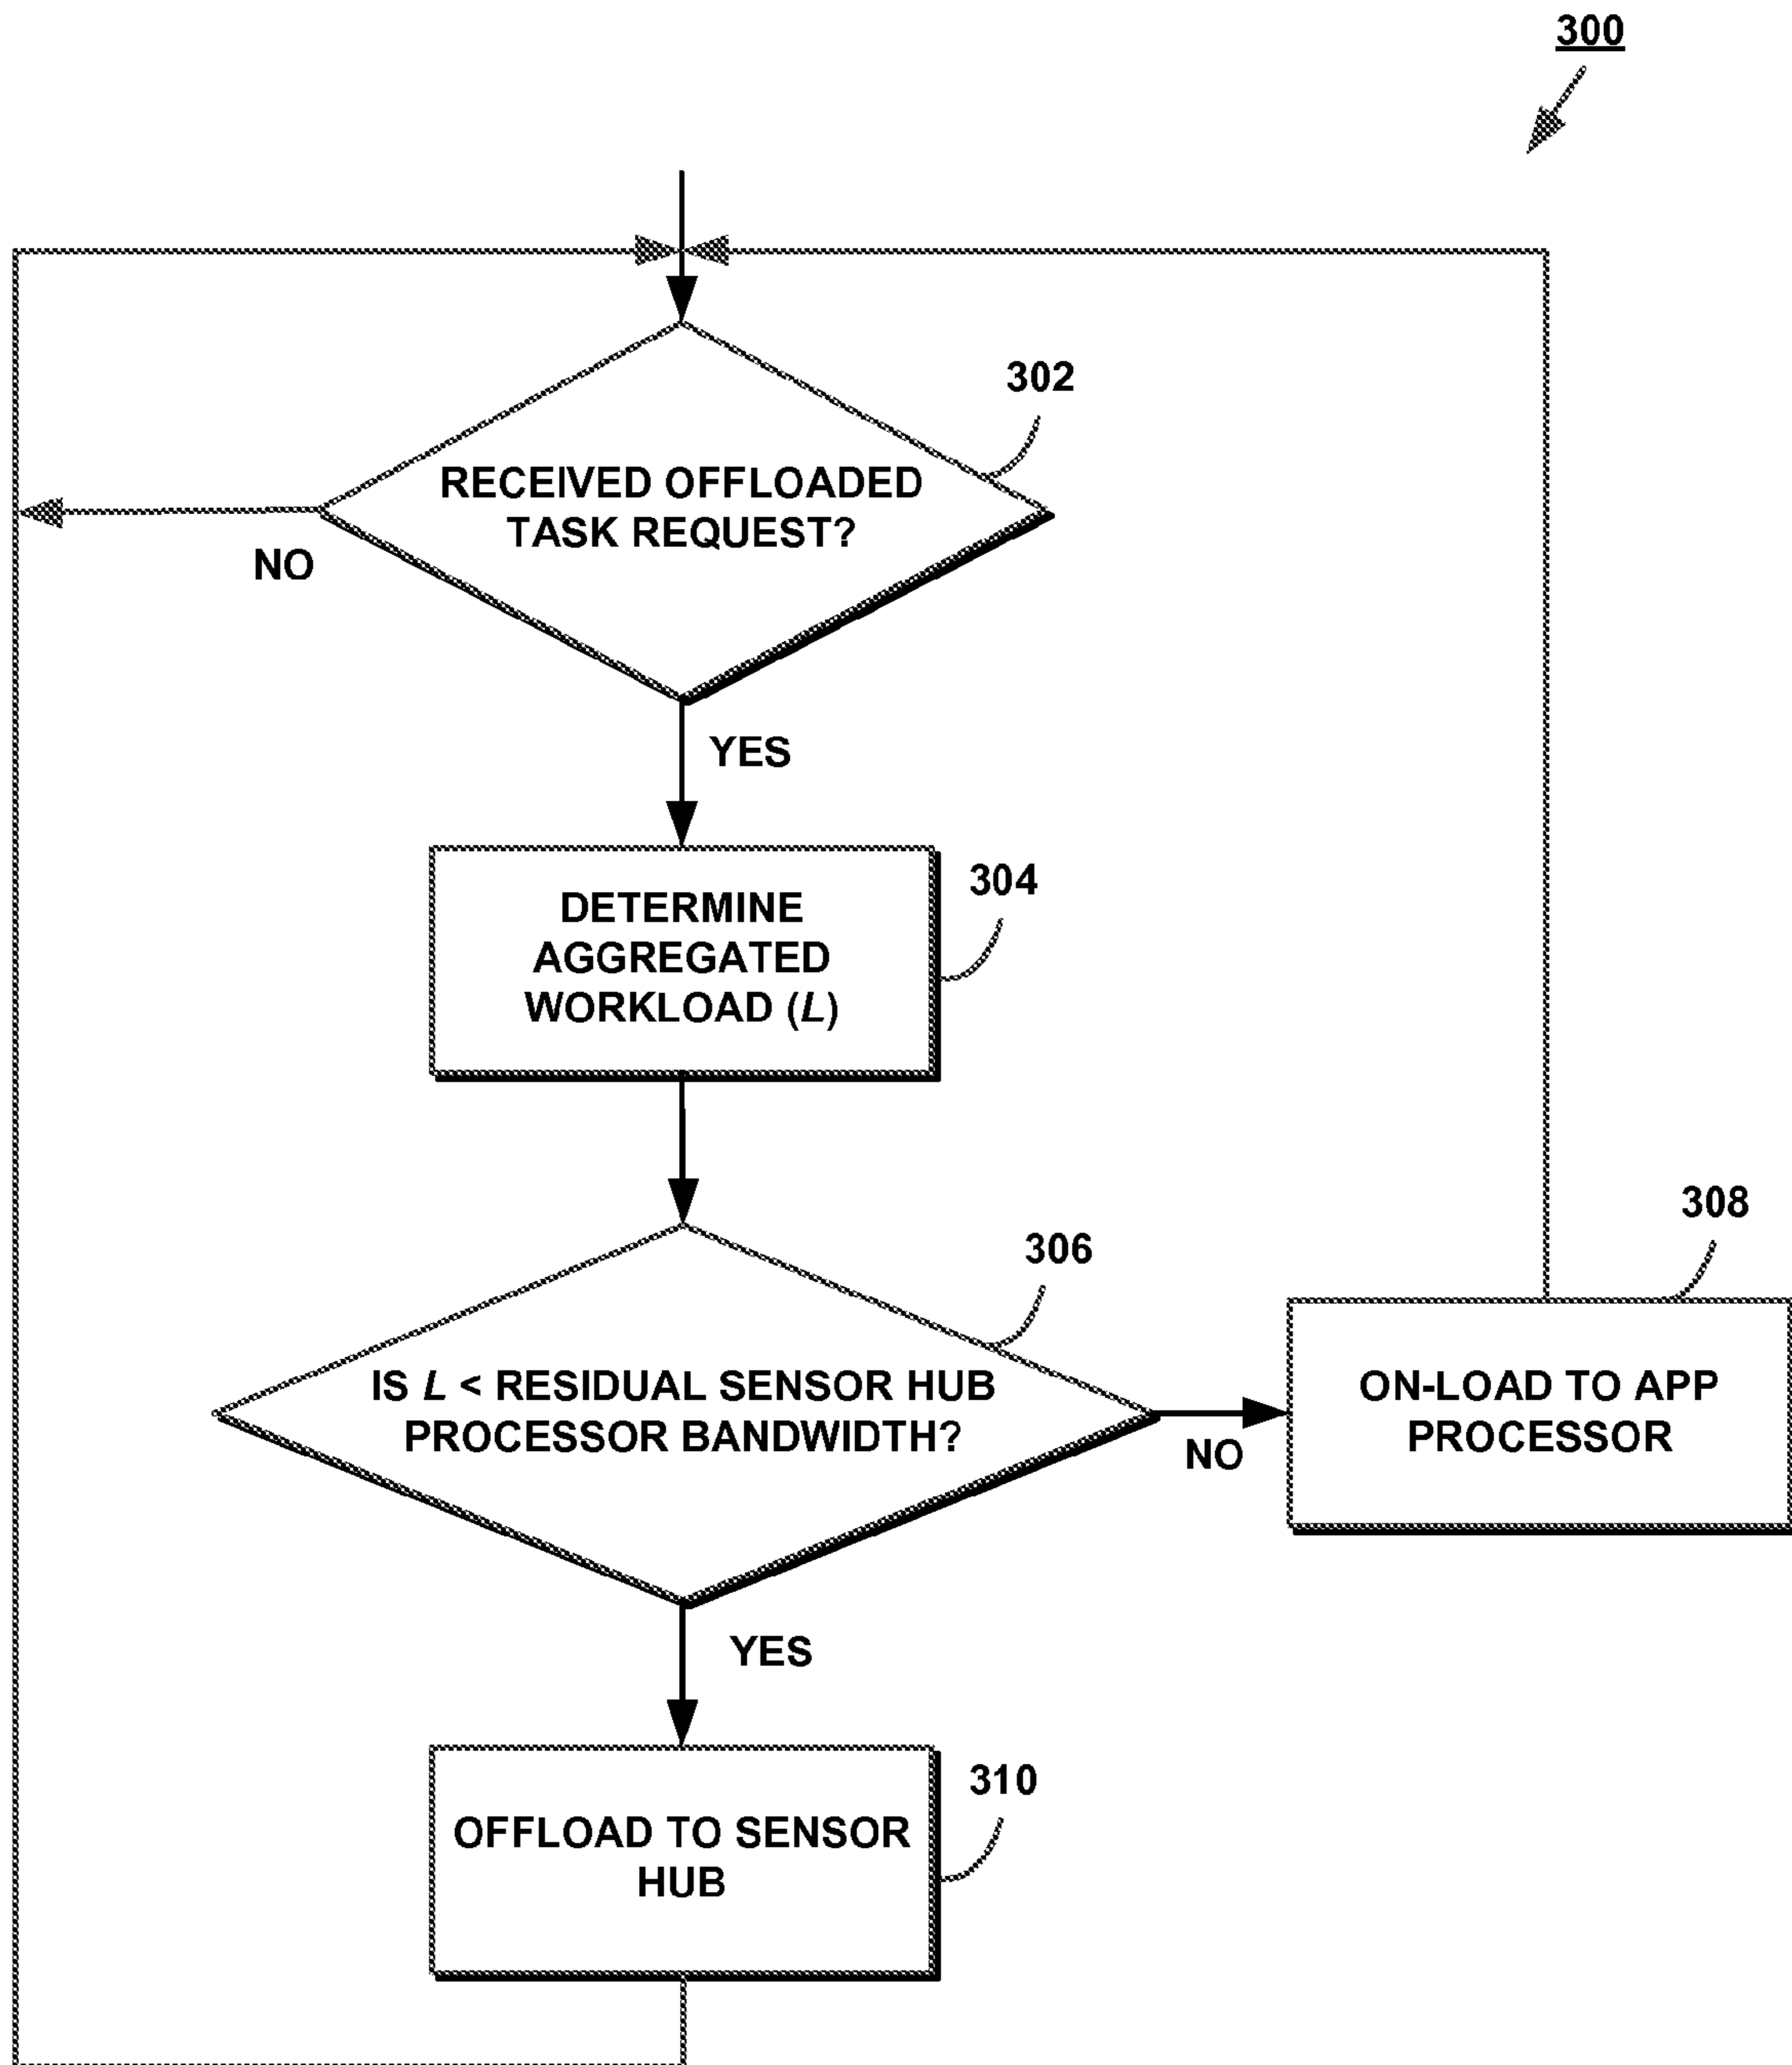 300
302
RECEIVED OFFLOADED
TASK REQUEST?
NO
YES
304
DETERMINE
AGGREGATED
WORKLOAD (L)
306
IS L < RESIDUAL SENSOR HUB
PROCESSOR BANDWIDTH?
NO
308
ON-LOAD TO APP
PROCESSOR
YES
310
OFFLOAD TO SENSOR
HUB